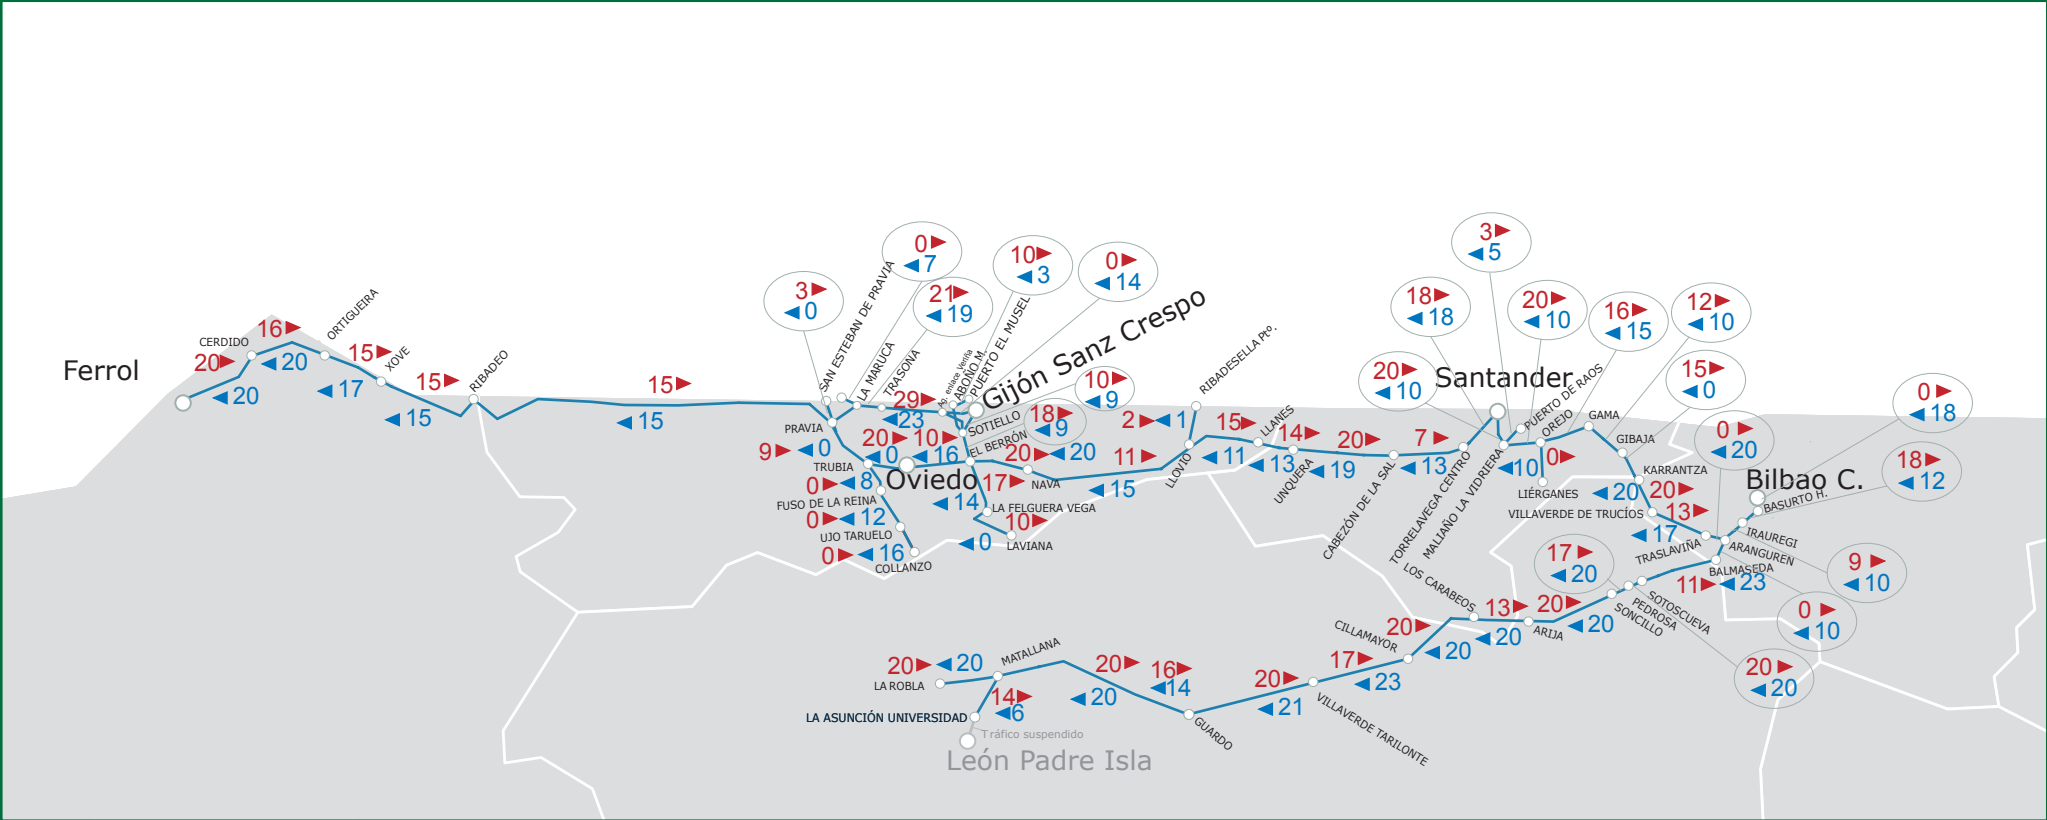 Ferrol
20
20
CERDIDO
16
20
ORTIGUEIRA
15
17
XOVE
15
15
RIBADEO
15
15
3
0
SAN ESTEBAN DE PRAVIA
0
7
LA MARUCA
21
19
TRASONA
10
3
0
14
Ag. enlace Veriña
ABOÑO M.
PUERTO EL MUSEL
Gijón Sanz Crespo
29
23
SOTIELLO
10
9
18
9
EL BERRÓN
PRAVIA
9
0
TRUBIA
20
0
10
16
Oviedo
0
8
FUSO DE LA REINA
0
12
UJO TARUELO
0
16
COLLANZO
17
14
LA FELGUERA VEGA
10
0
LAVIANA
20
20
NAVA
11
15
LLOVIO
2
1
RIBADESELLA Pto.
15
11
LLANES
14
13
UNQUERA
20
19
CABEZÓN DE LA SAL
7
13
TORRELAVEGA CENTRO
MALIAÑO LA VIDRIERA
20
10
18
18
3
5
20
10
16
15
12
10
15
0
Santander
PUERTO DE RAOS
OREJO
10
0
LIÉRGANES
GAMA
GIBAJA
KARRANTZA
20
20
VILLAVERDE DE TRUCÍOS
13
17
TRASLAVIÑA
0
20
Bilbao C.
0
18
BASURTO H.
18
12
IRAUREGI
9
10
ARANGUREN
0
10
BALMASEDA
11
23
SOTOSCUEVA
20
20
PEDROSA
17
20
SONCILLO
20
20
ARIJA
13
20
LOS CARABEOS
20
20
CILLAMAYOR
17
23
VILLAVERDE TARILONTE
20
21
GUARDO
16
14
20
20
MATALLANA
20
20
LA ROBLA
14
6
LA ASUNCIÓN UNIVERSIDAD
Tráfico suspendido
León Padre Isla